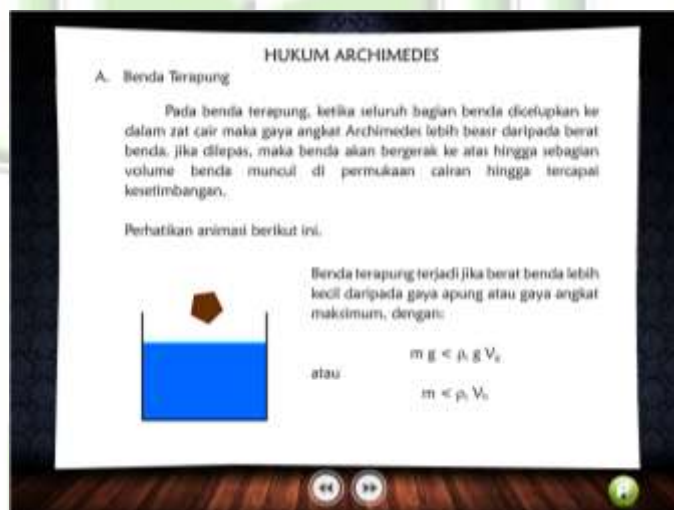 HUKUM ARCHIMEDES
A. Benda Terapung
Pada benda terapung, ketika seluruh bagian benda dicelupkan ke
dalam zat cair maka gaya angkat Archimedes lebih beasr daripada berat
benda. jika dilepas, maka benda akan bergerak ke atas hingga sebagian
volume benda muncul di permukaan cairan hingga tercapai
kesetimbangan.
Perhatikan animasi berikut ini.
Benda terapung terjadi jika berat benda lebih
kecil daripada gaya apung atau gaya angkat
maksimum, dengan:
m g <
atau
m <